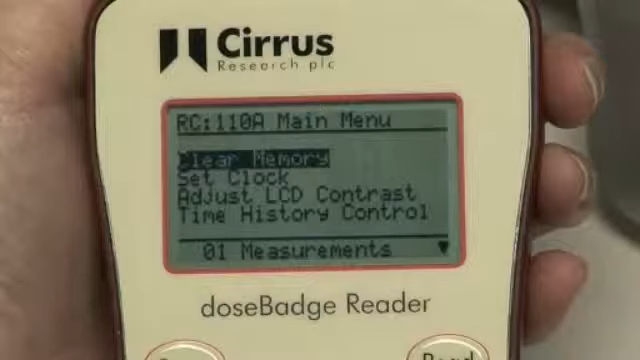 Cirrus
Research plc
RC:110A Main Menu
Clear Memory
Set Clock
Adjust LCD Contrast
Time History Control
01 Measurements
doseBadge Reader
Read